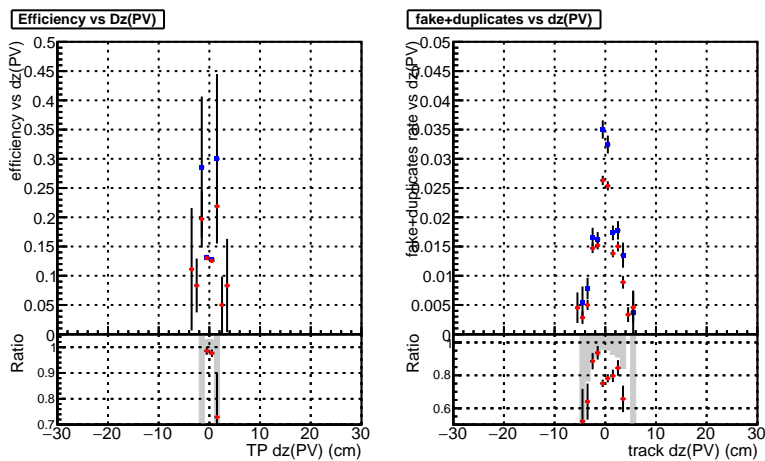 Efficiency vs Dz(PV)
efficiency vs dz(PV)
0.5
0.45
0.4
0.35
0.3
0.25
0.2
0.15
0.1
0.05
0
Ratio
1
0.9
0.8
0.7
−30 −20 −10 0 10 20 30
TP dz(PV) (cm)
fake+duplicates vs dz(PV)
fake+duplicates rate vs dz(PV)
0.05
0.045
0.04
0.035
0.03
0.025
0.02
0.015
0.01
0.005
0
Ratio
1
0.8
0.6
−30 −20 −10 0 10 20 30
track dz(PV) (cm)